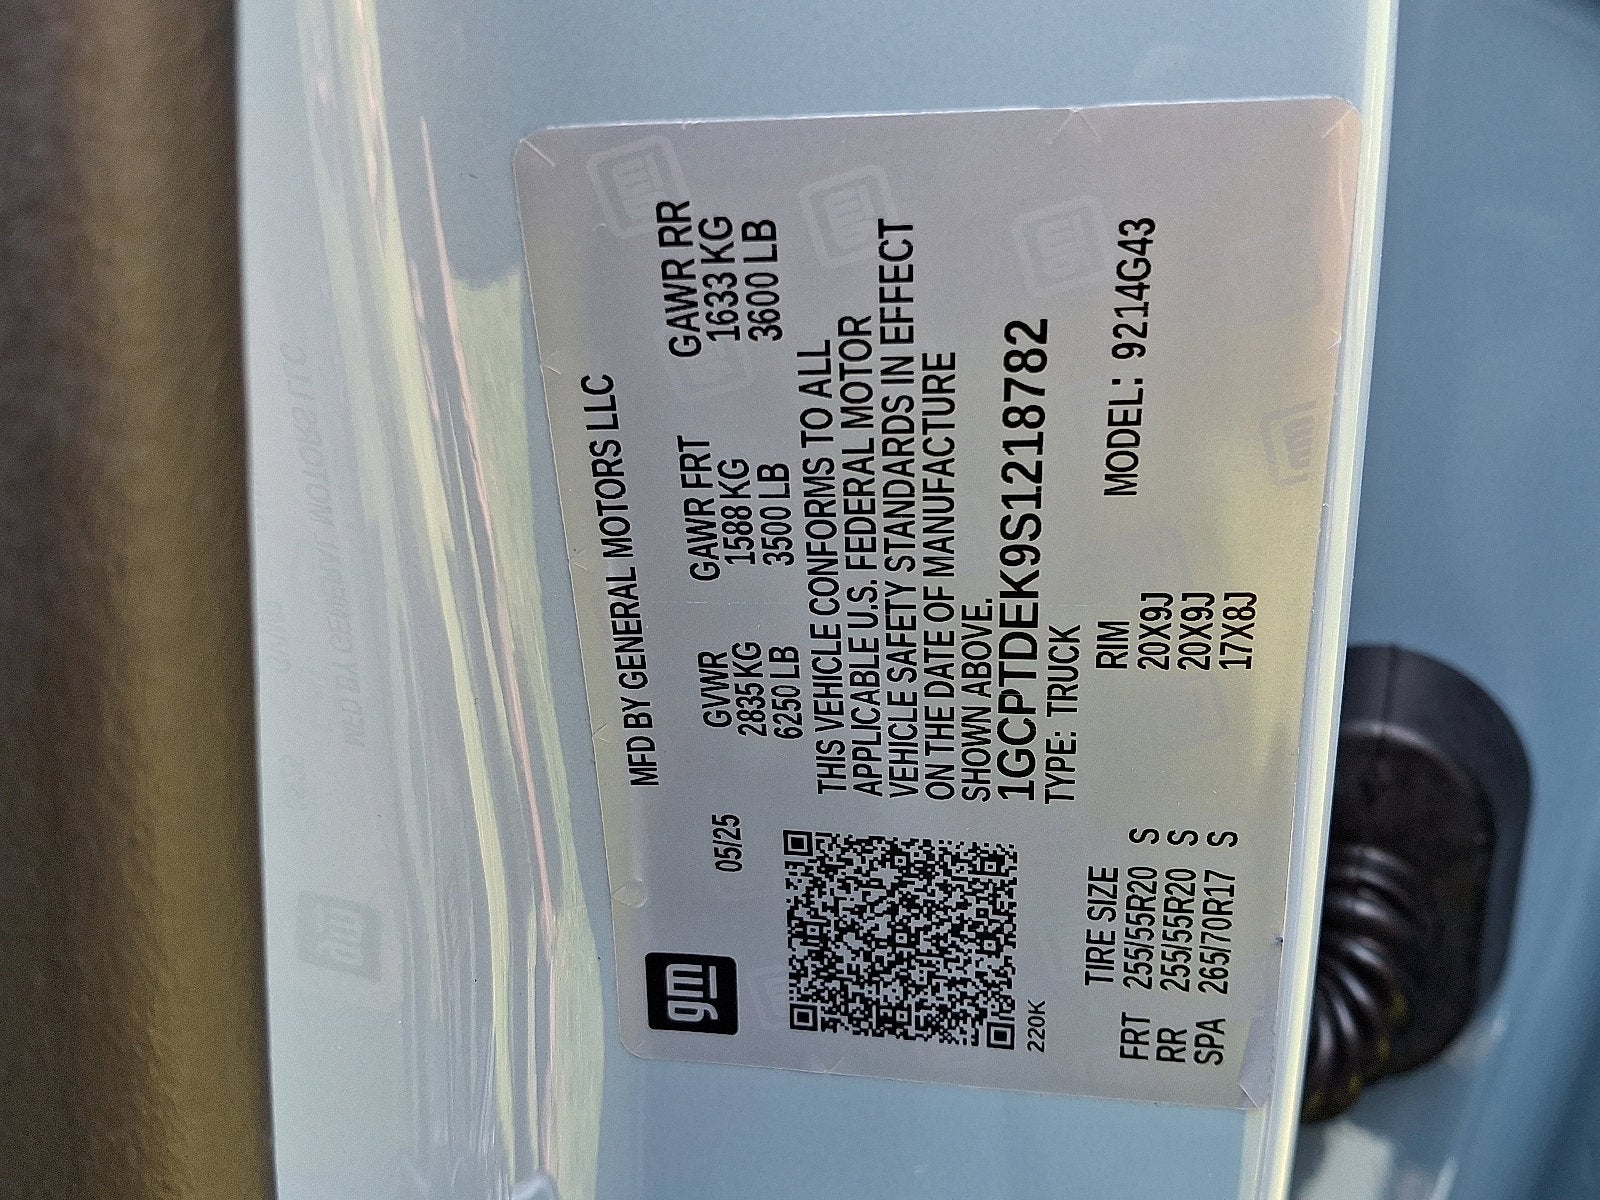 gm
MFD BY GENERAL MOTORS LLC
05/25
GVWR GAWR FRT GAWR RR
2835 KG 1588 KG 1633 KG
6250 LB 3500 LB 3600 LB
THIS VEHICLE CONFORMS TO ALL
APPLICABLE U.S. FEDERAL MOTOR
VEHICLE SAFETY STANDARDS IN EFFECT
ON THE DATE OF MANUFACTURE
SHOWN ABOVE.
1GCPTDEK9S1218782
TYPE: TRUCK
220K
MODEL: 9214G43
TIRE SIZE RIM
FRT 255/55R20 S 20X9J
RR 255/55R20 S 20X9J
SPA 265/70R17 S 17X8J